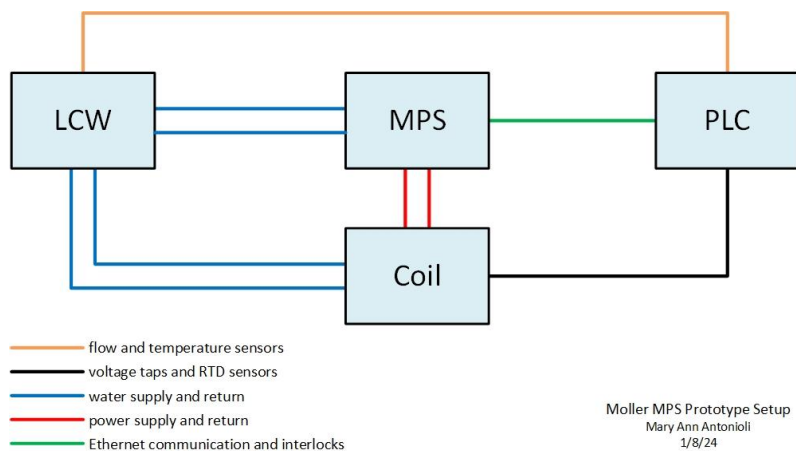 LCW
MPS
PLC
Coil
flow and temperature sensors
voltage taps and RTD sensors
water supply and return
power supply and return
Ethernet communication and interlocks
Moller MPS Prototype Setup
Mary Ann Antonioli
1/8/24